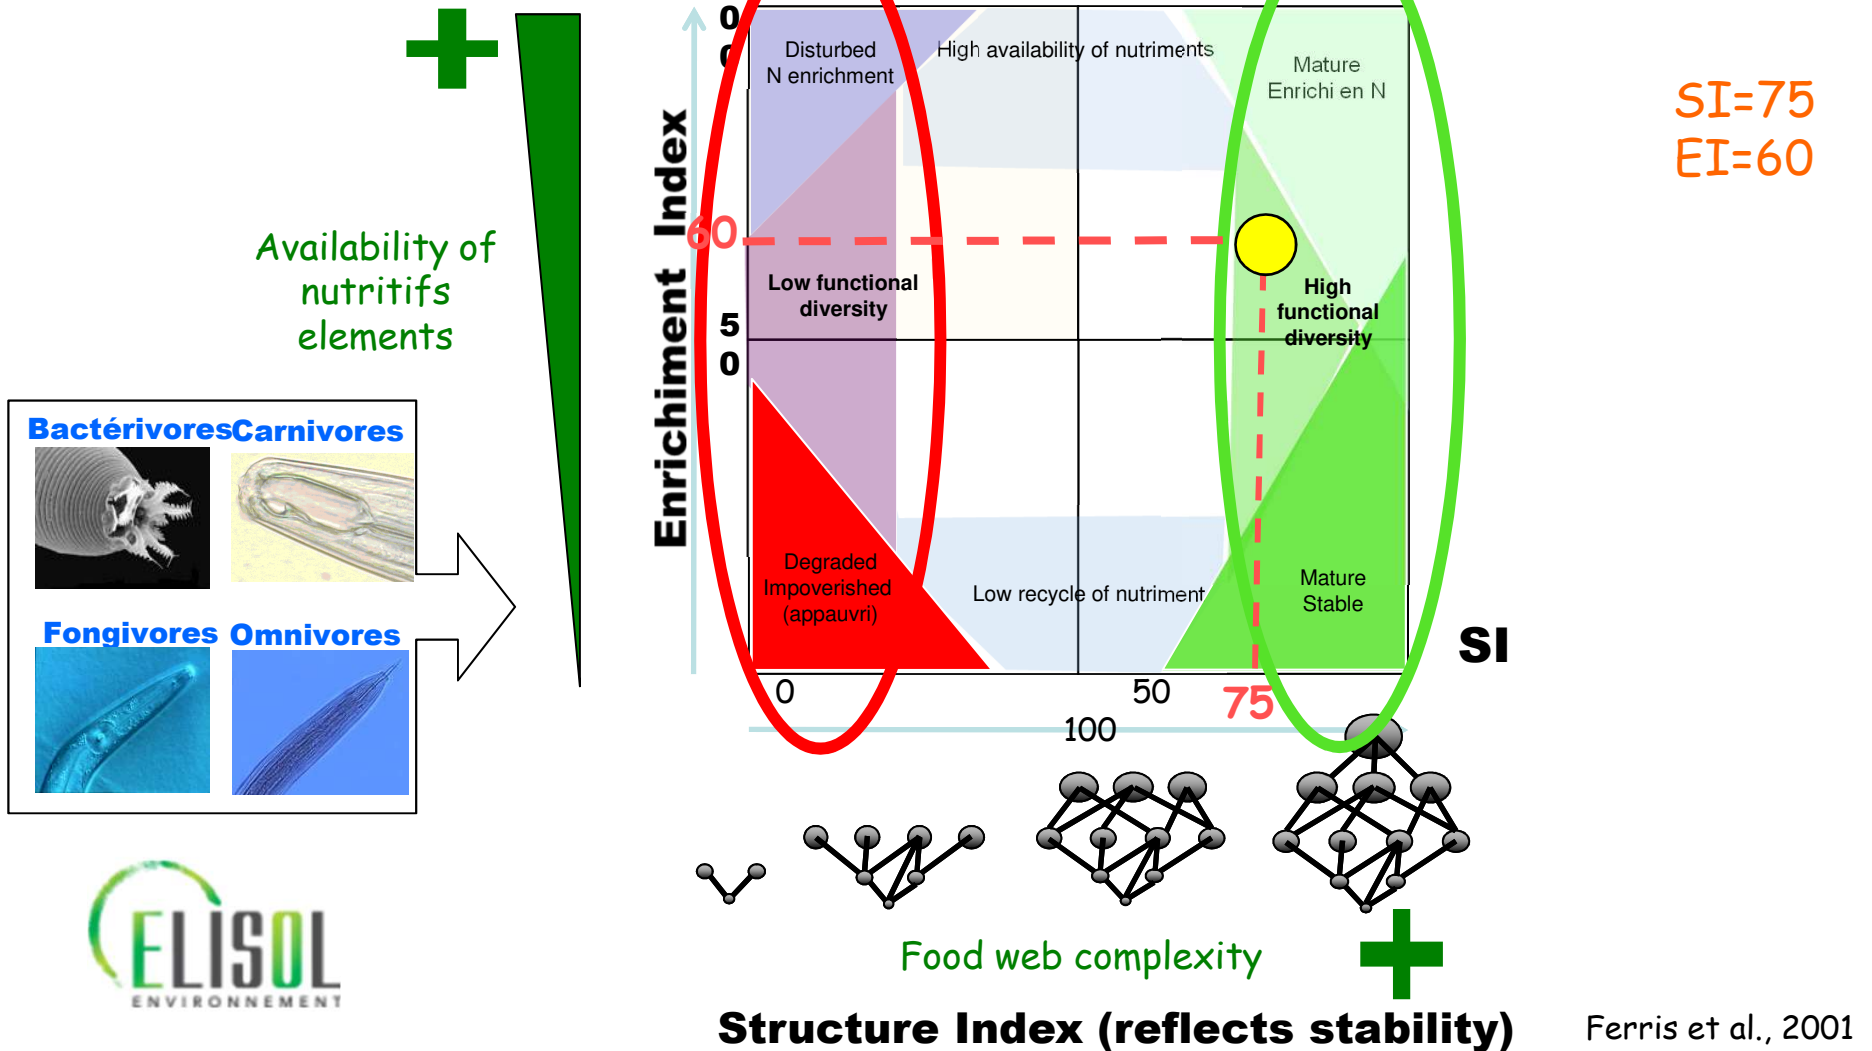 0
0
Disturbed
N enrichment
High availability of nutriments
Mature
Enrichi en N
SI=75
EI=60
Enrichiment Index
60
Availability of
nutritifs
elements
Low functional
diversity
High
functional
diversity
5
0
Bactérivores
Carnivores
Fongivores
Omnivores
Degraded
Impoverished
(appauvri)
Low recycle of nutriment
Mature
Stable
SI
0
50
75
100
ELISOL
ENVIRONNEMENT
Food web complexity
Structure Index (reflects stability)
Ferris et al., 2001